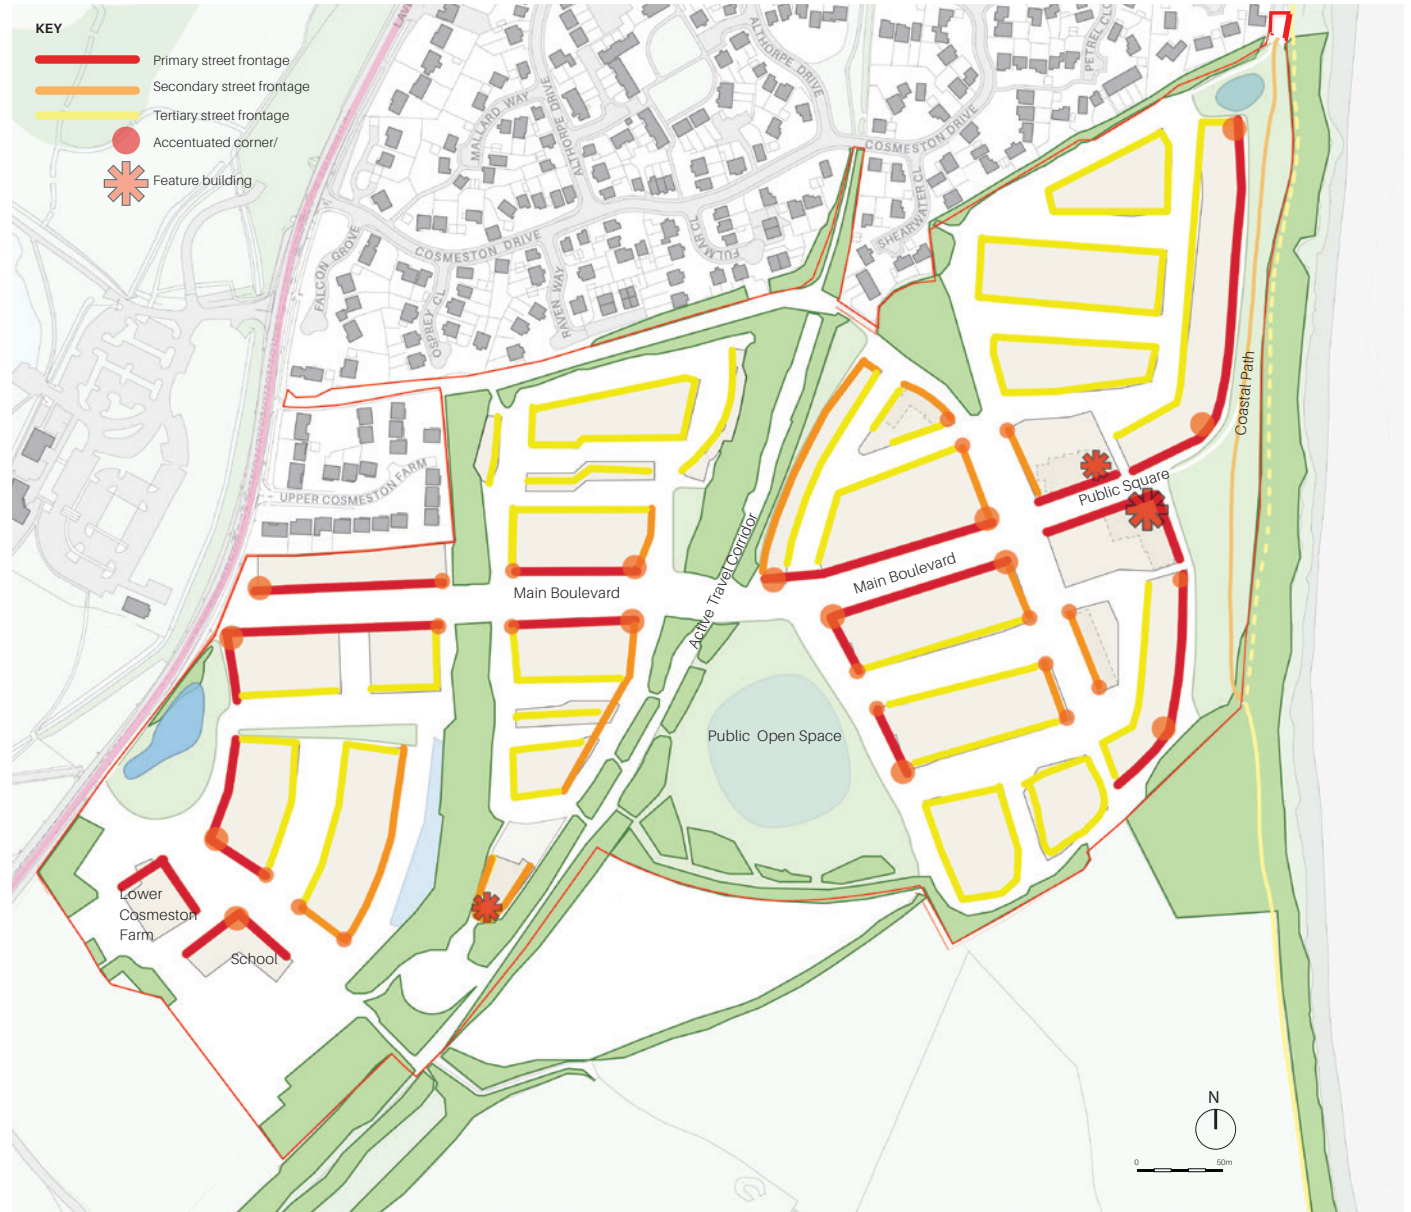 KEY
Primary street frontage
Secondary street frontage
Tertiary street frontage
Accentuated corner/
Feature building
LAV
MALLARD WAY
ALTHORPE DRIVE
ALTHORPE DRIVE
PETREL CL
COSMESTON DRIVE
SHEARWATER CL
FULMAR CL
COSMESTON DRIVE
FALCON GROVE
OSPREY CL
RAVEN WAY
UPPER COSMESTON FARM
Coastal Path
Public Square
Main Boulevard
Main Boulevard
Active Travel Corridor
Public Open Space
Lower
Cosmeston
Farm
School
N
0 50m